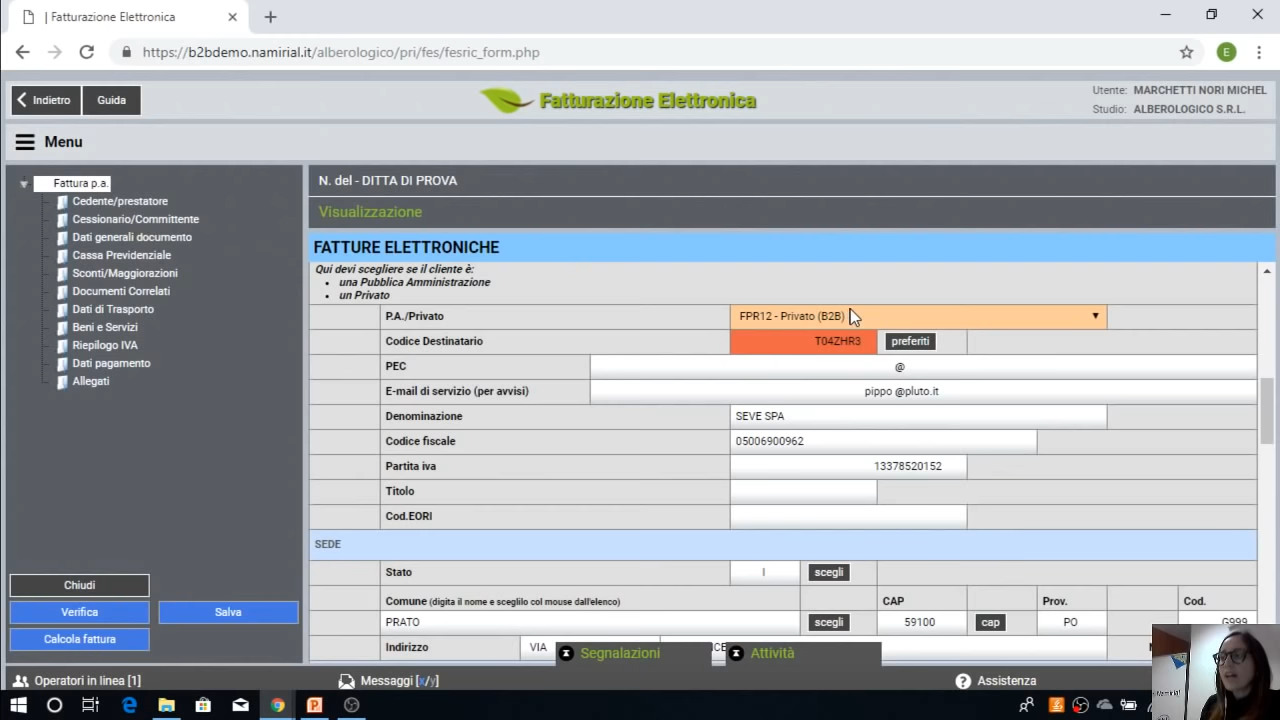 | Fatturazione Elettronica
https://b2bdemo.namirial.it/alberologico/pri/fes/fesric_form.php
E
Indietro
Guida
Fatturazione Elettronica
Utente: MARCHETTI NORI MICHEL
Studio: ALBEROLOGICO S.R.L.
Menu
Fattura p.a.
Cedente/prestatore
Cessionario/Committente
Dati generali documento
Cassa Previdenziale
Sconti/Maggiorazioni
Documenti Correlati
Dati di Trasporto
Beni e Servizi
Riepilogo IVA
Dati pagamento
Allegati
Chiudi
Verifica
Salva
Calcola fattura
N. del - DITTA DI PROVA
Visualizzazione
FATTURE ELETTRONICHE
Qui devi scegliere se il cliente è:
• una Pubblica Amministrazione
• un Privato
P.A./Privato FPR12 - Privato (B2B)
Codice Destinatario T04ZHR3 preferiti
PEC @
E-mail di servizio (per avvisi) pippo @pluto.it
Denominazione SEVE SPA
Codice fiscale 05006900962
Partita iva 13378520152
Titolo
Cod.EORI
SEDE
Stato I scegli
Comune (digita il nome e sceglilo col mouse dall'elenco) CAP Prov. Cod.
PRATO scegli 59100 cap PO G999
Indirizzo VIA
Segnalazioni
Attività
Operatori in linea [1]
Messaggi [x/y]
Assistenza
Namirial